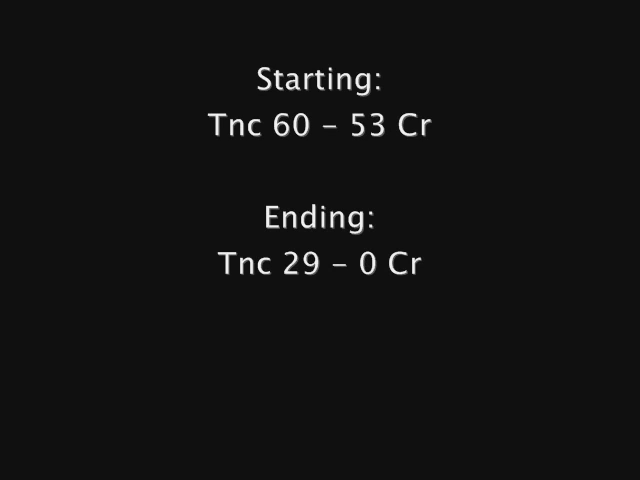 Starting:
Tnc 60 – 53 Cr
Ending:
Tnc 29 – 0 Cr